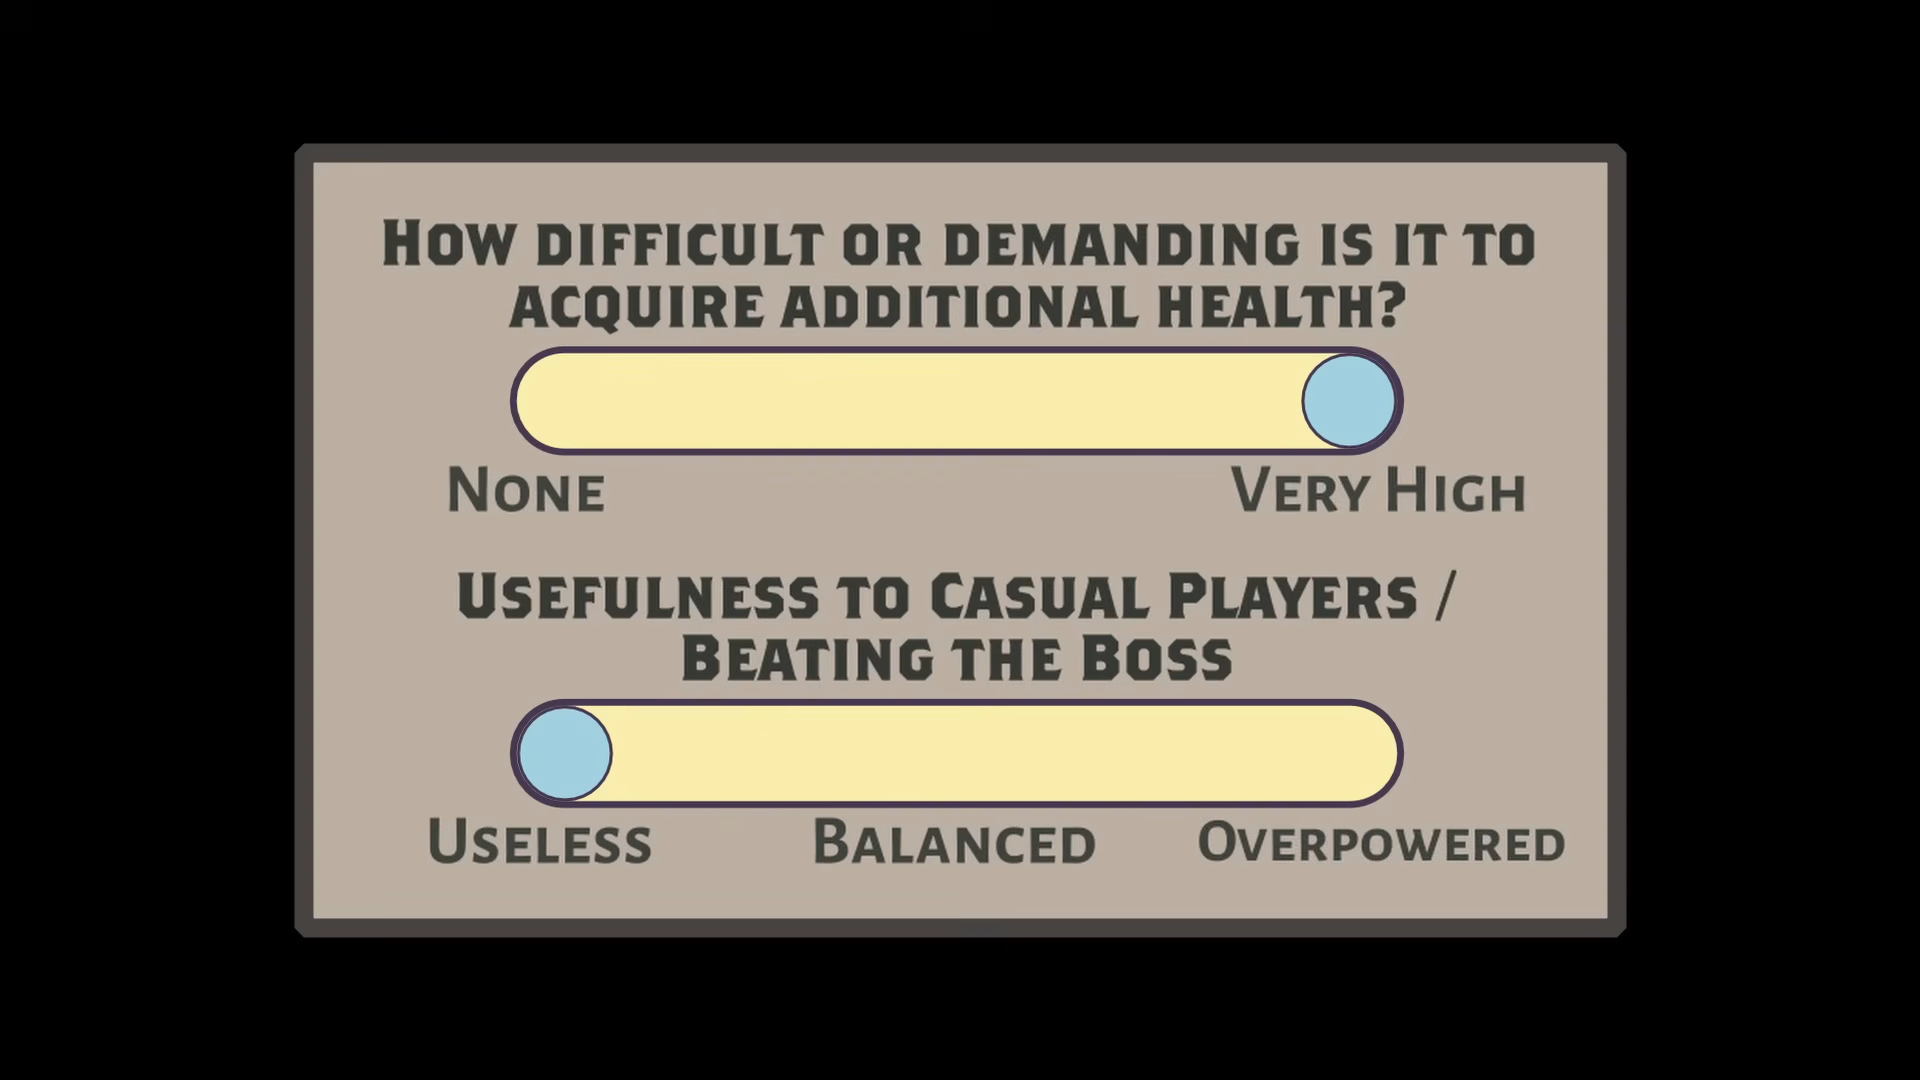 How difficult or demanding is it to
acquire additional health?
None
Very High
Usefulness to Casual Players /
Beating the Boss
Useless
Balanced
Overpowered